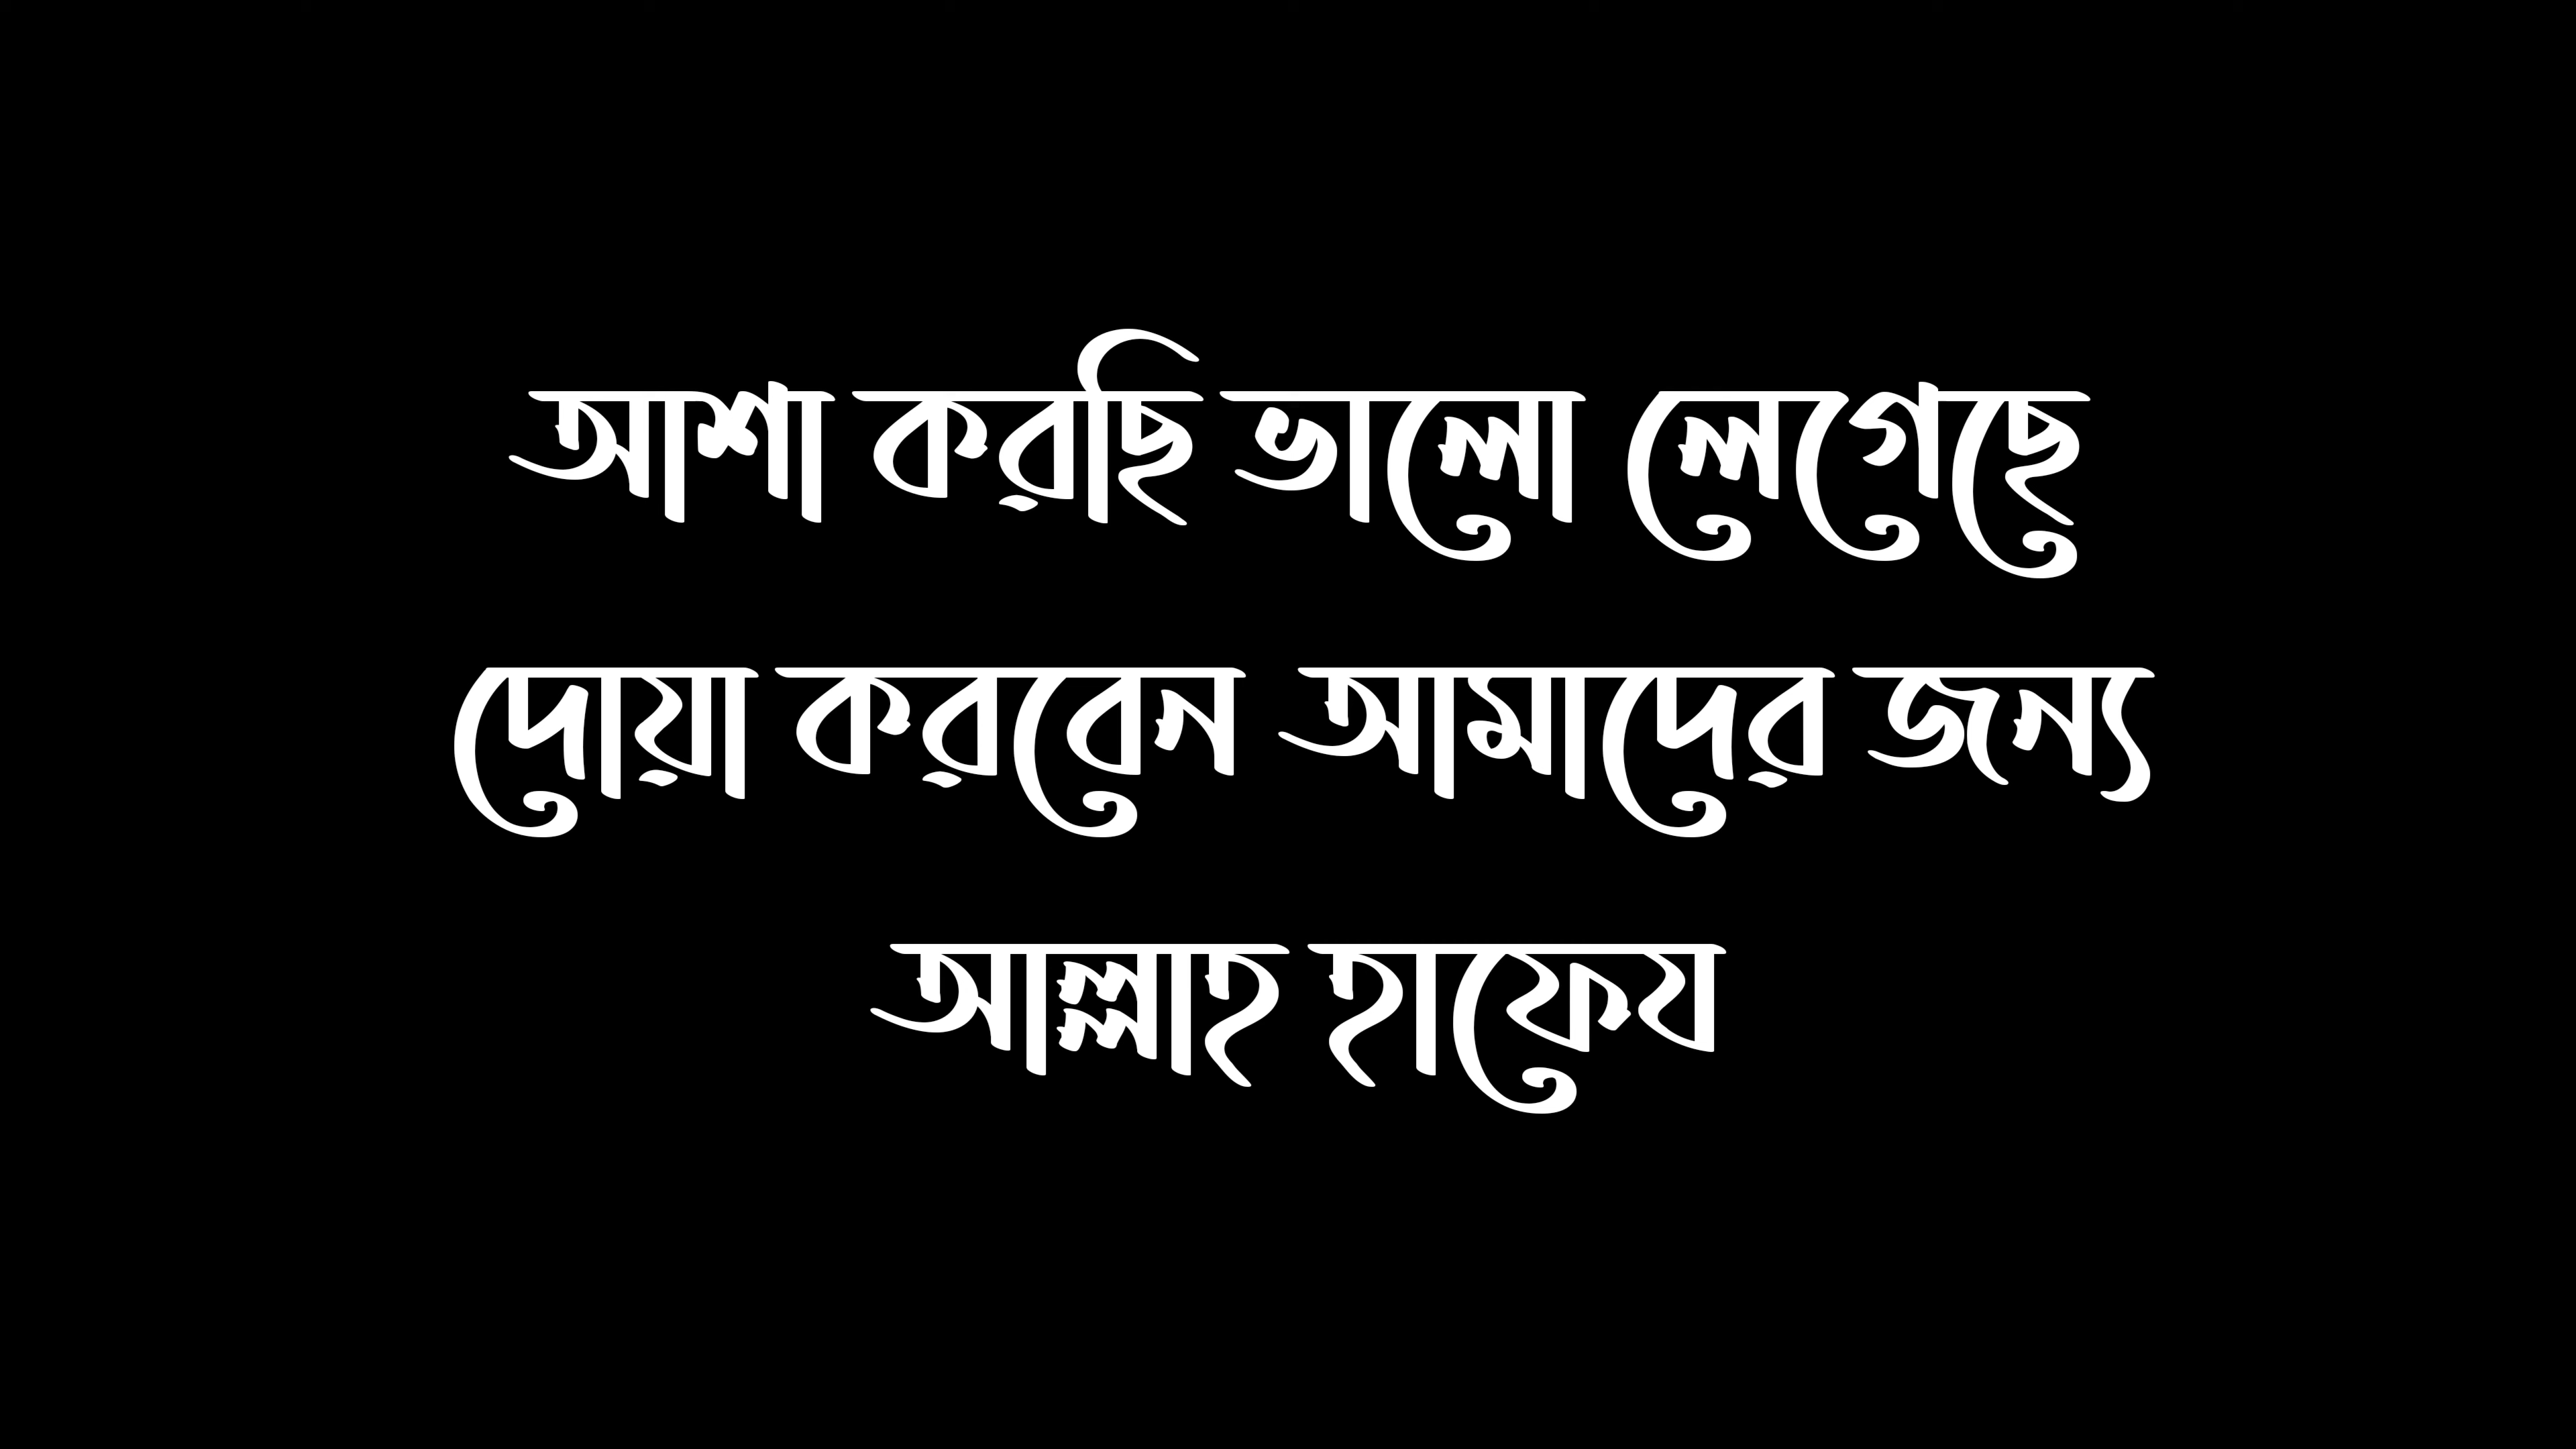 আশা করছি ভালো লেগেছে
দোয়া করবেন আমাদের জন্য
আল্লাহ হাফেয